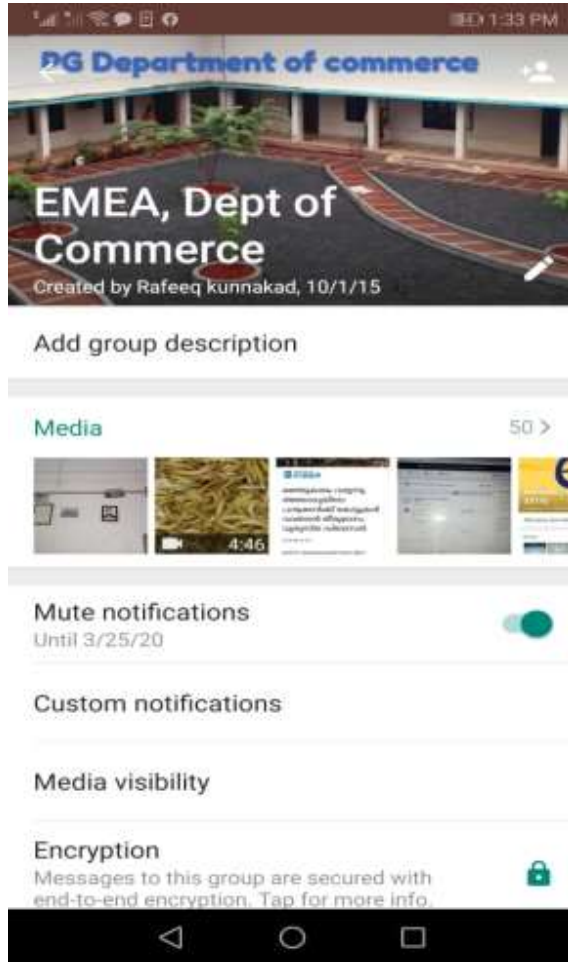 1:33 PM
PG Department of commerce
EMEA, Dept of
Commerce
Created by Rafeeq kunnakad, 10/1/15
Add group description
Media
50 >
4:46
Mute notifications
Until 3/25/20
Custom notifications
Media visibility
Encryption
Messages to this group are secured with
end-to-end encryption. Tap for more info.